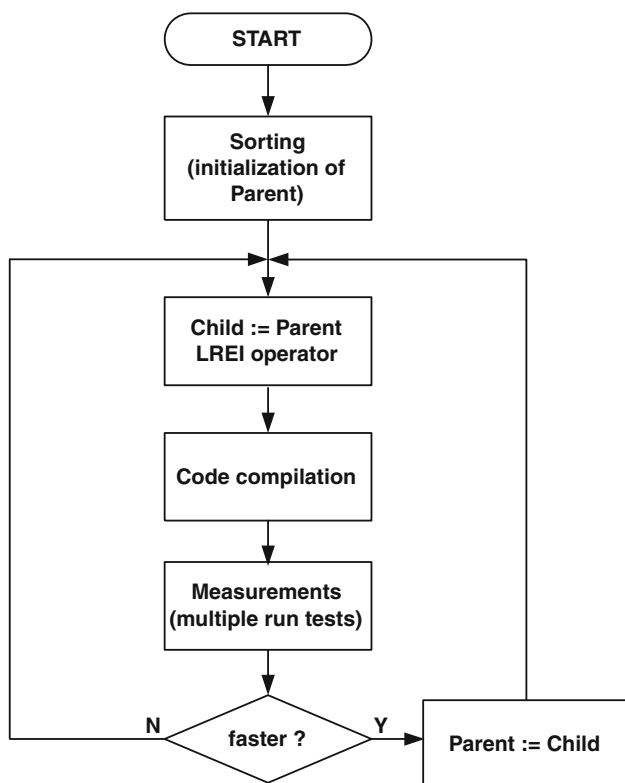 START
Sorting
(initialization of
Parent)
Child := Parent
LREI operator
Code compilation
Measurements
(multiple run tests)
N
faster ?
Y
Parent := Child